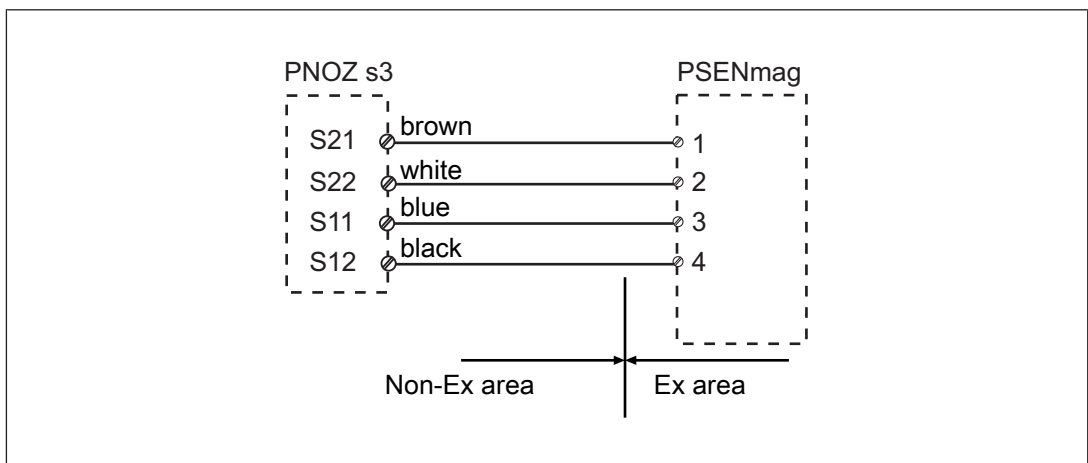 PNOZ s3 PSENmag
S21 brown 1
S22 white 2
S11 blue 3
S12 black 4
Non-Ex area Ex area